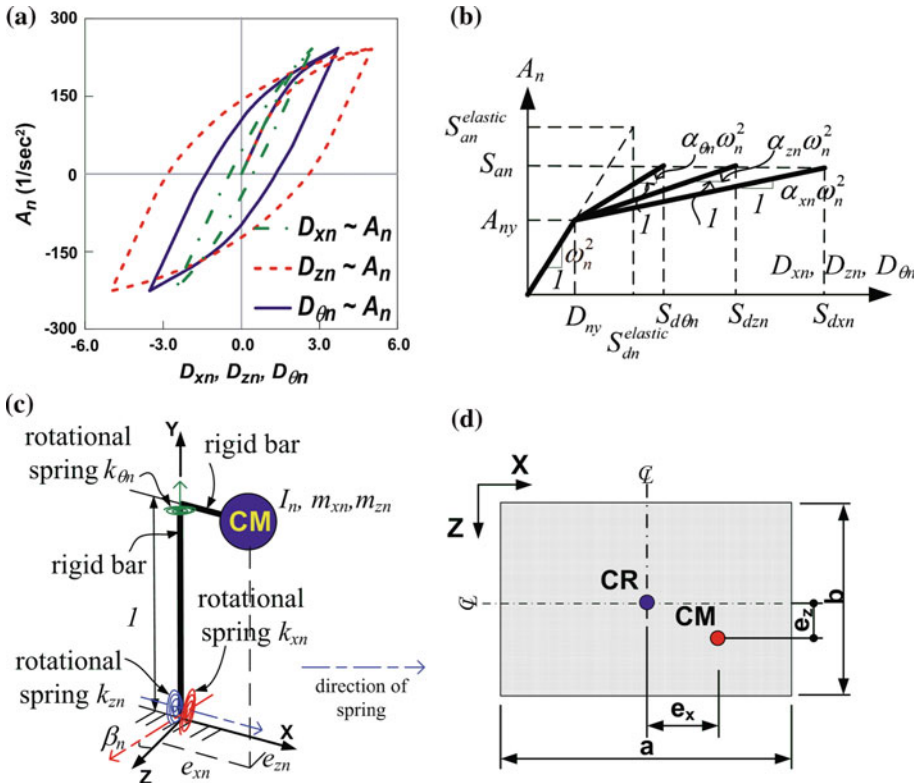 (a)
300
150
0
-150
-300
A_n (1/sec²)
-6.0 -3.0 0.0 3.0 6.0
D_xn, D_zn, D_θn
D_xn ~ A_n
D_zn ~ A_n
D_θn ~ A_n
(b)
A_n
S_an^elastic
S_an
A_ny
α_θn ω_n²
α_zn ω_n²
α_xn ω_n²
ω_n²
1
1
1
1
D_xn, D_zn, D_θn
D_ny
S_dn^elastic
S_dθn
S_dzn
S_dxn
(c)
Y
rotational
spring k_θn
rigid bar
CM
I_n, m_xn, m_zn
rigid bar
1
rotational
spring k_xn
rotational
spring k_zn
direction of
spring
β_n
Z
X
e_xn
e_zn
(d)
X
Z
℄
℄
CR
CM
e_z
b
e_x
a